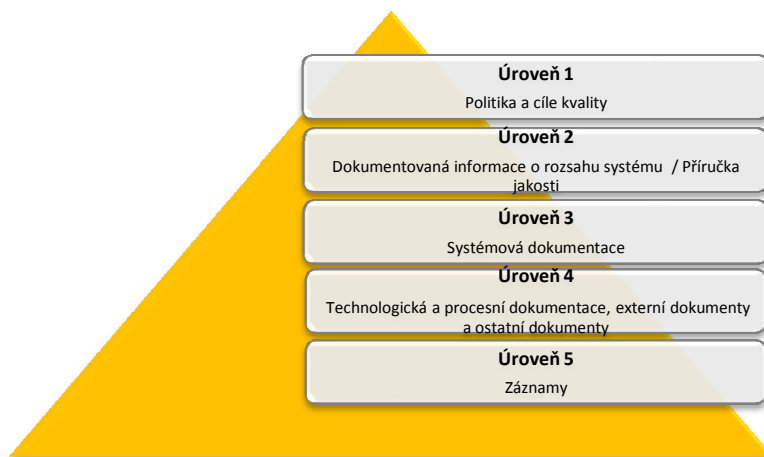 Úroveň 1
Politika a cíle kvality
Úroveň 2
Dokumentovaná informace o rozsahu systému / Příručka
jakosti
Úroveň 3
Systémová dokumentace
Úroveň 4
Technologická a procesní dokumentace, externí dokumenty
a ostatní dokumenty
Úroveň 5
Záznamy